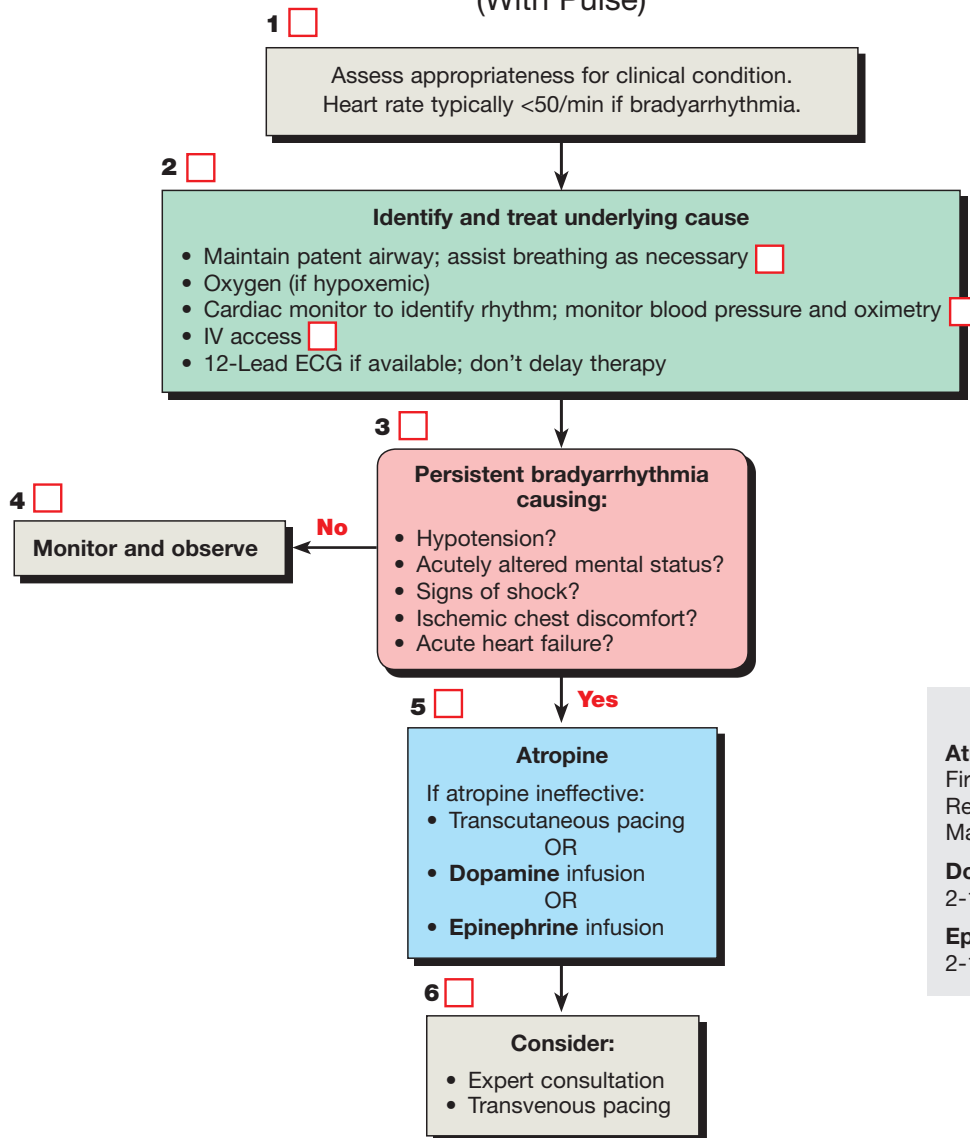 (With Pulse)
1
Assess appropriateness for clinical condition.
Heart rate typically <50/min if bradyarrhythmia.
2
Identify and treat underlying cause
• Maintain patent airway; assist breathing as necessary
• Oxygen (if hypoxemic)
• Cardiac monitor to identify rhythm; monitor blood pressure and oximetry
• IV access
• 12-Lead ECG if available; don’t delay therapy
3
Persistent bradyarrhythmia
causing:
• Hypotension?
• Acutely altered mental status?
• Signs of shock?
• Ischemic chest discomfort?
• Acute heart failure?
4
No
Monitor and observe
Yes
5
Atropine
If atropine ineffective:
• Transcutaneous pacing
OR
• Dopamine infusion
OR
• Epinephrine infusion
6
Consider:
• Expert consultation
• Transvenous pacing